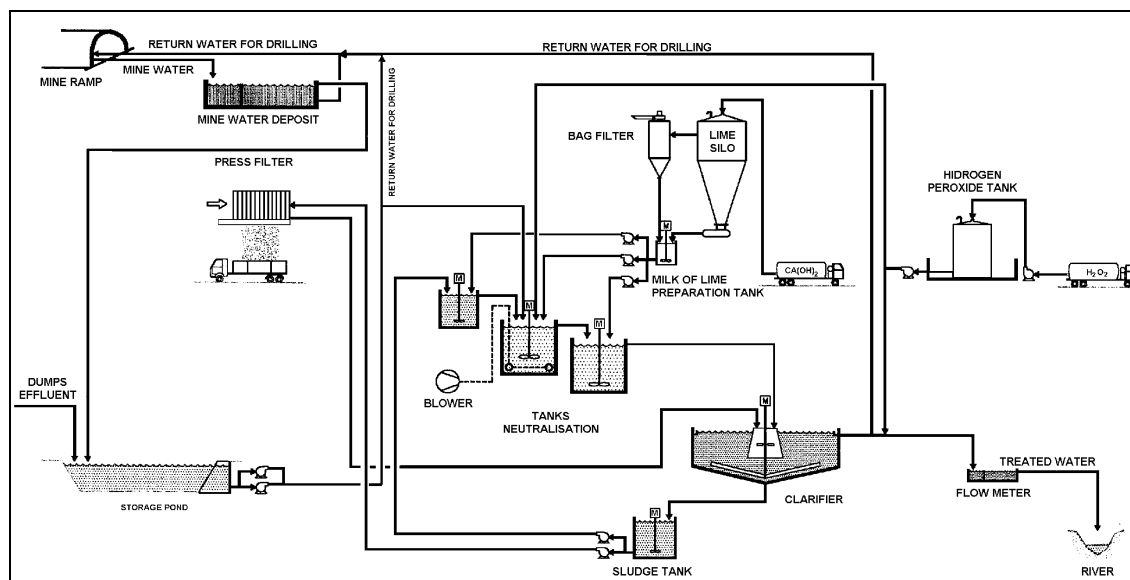 RETURN WATER FOR DRILLING
RETURN WATER FOR DRILLING
MINE WATER
MINE RAMP
MINE WATER DEPOSIT
RETURN WATER FOR DRILLING
PRESS FILTER
BAG FILTER
LIME
SILO
HIDROGEN
PEROXIDE TANK
M
CA(OH)2
H2O2
MILK OF LIME
PREPARATION TANK
M
M
M
BLOWER
TANKS
NEUTRALISATION
DUMPS
EFFLUENT
M
CLARIFIER
TREATED WATER
FLOW METER
STORAGE POND
M
SLUDGE TANK
RIVER